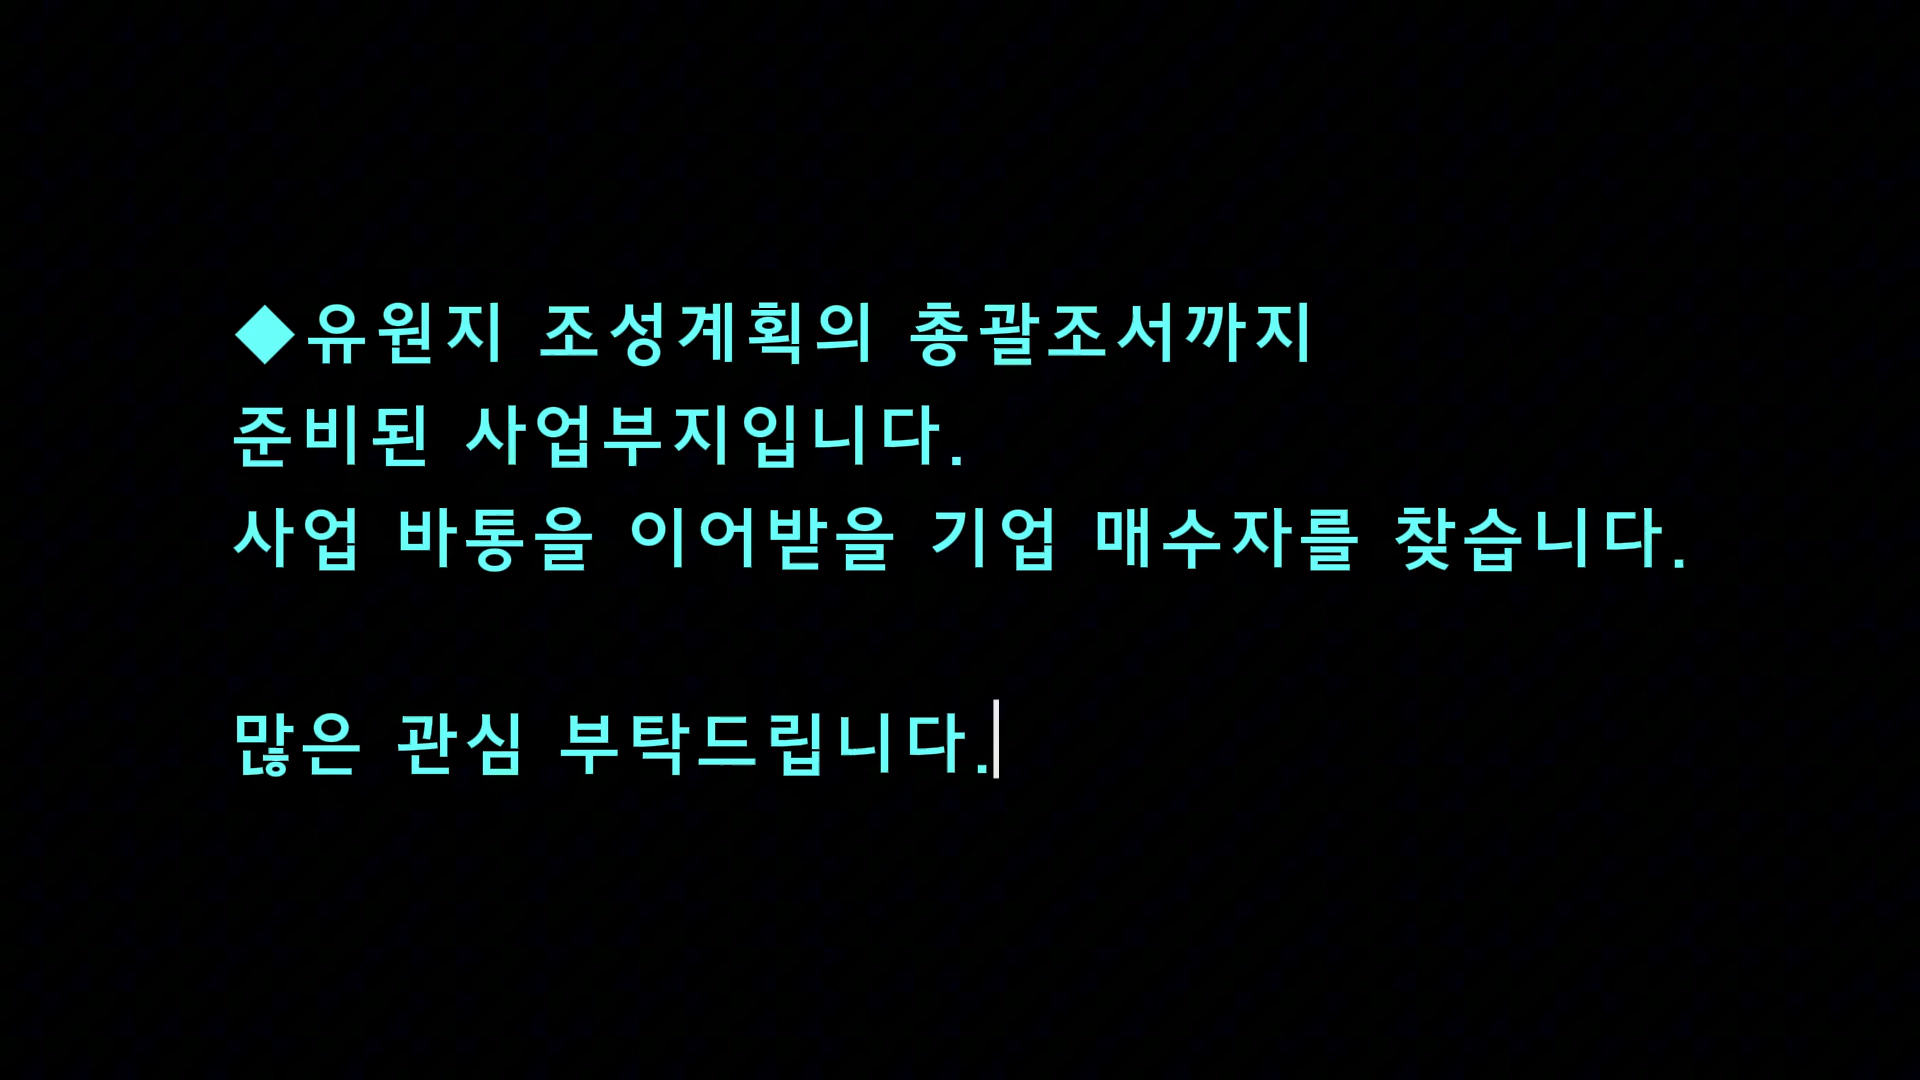 ◆유원지 조성계획의 총괄조서까지
준비된 사업부지입니다.
사업 바통을 이어받을 기업 매수자를 찾습니다.
많은 관심 부탁드립니다.